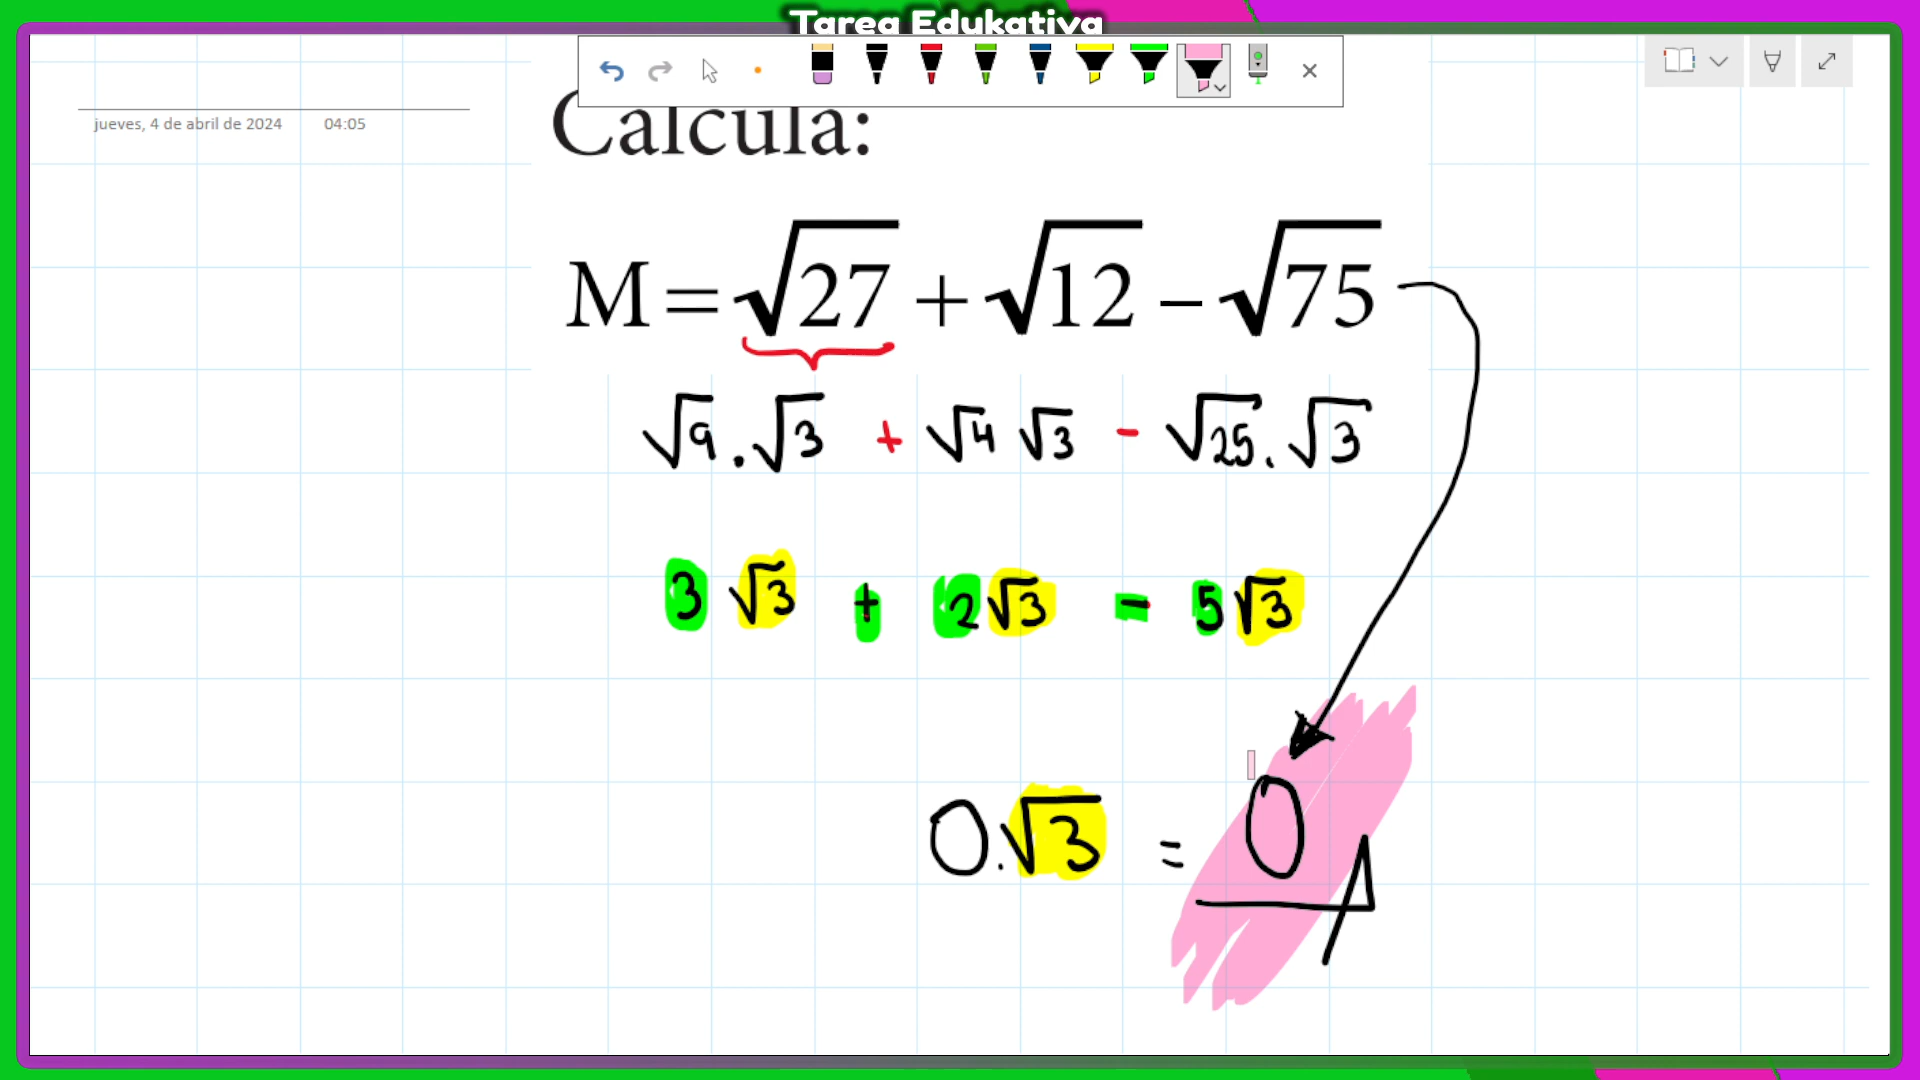 Tarea Edukativa
jueves, 4 de abril de 2024 04:05
Calcula:
M = √27 + √12 − √75
√9 . √3 + √4 √3 - √25 . √3
3 √3 + 2 √3 - 5 √3
0 . √3 = 0